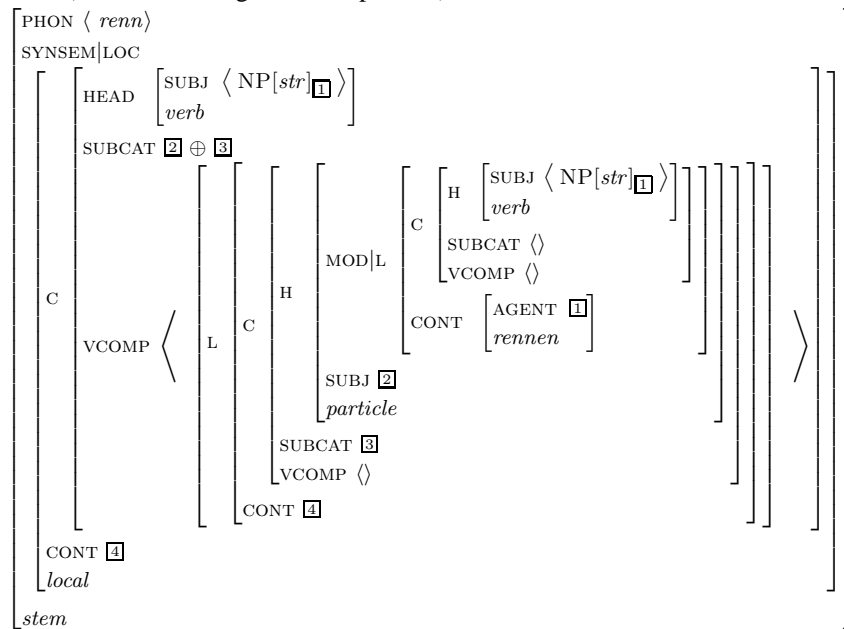 PHON ⟨ renn⟩
SYNSEM|LOC
HEAD [SUBJ ⟨ NP[str]1 ⟩
verb]
SUBCAT 2 ⊕ 3
H [SUBJ ⟨ NP[str]1 ⟩
verb]
C
SUBCAT ⟨⟩
MOD|L
VCOMP ⟨⟩
H
C
CONT [AGENT 1
rennen]
C
VCOMP ⟨ L
SUBJ 2
particle
SUBCAT 3
VCOMP ⟨⟩
CONT 4 ⟩
CONT 4
local
stem